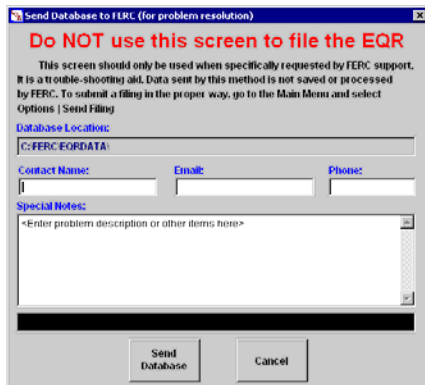 Send Database to FERC (for problem resolution)
Do NOT use this screen to file the EQR
This screen should only be used when specifically requested by FERC support.
It is a trouble-shooting aid. Data sent by this method is not saved or processed
by FERC. To submit a filing in the proper way, go to the Main Menu and select
Options | Send Filing
Database Location:
C:\FERC\EQRDATA\
Contact Name: Email: Phone:
Special Notes:
<Enter problem description or other items here>
Send
Database
Cancel